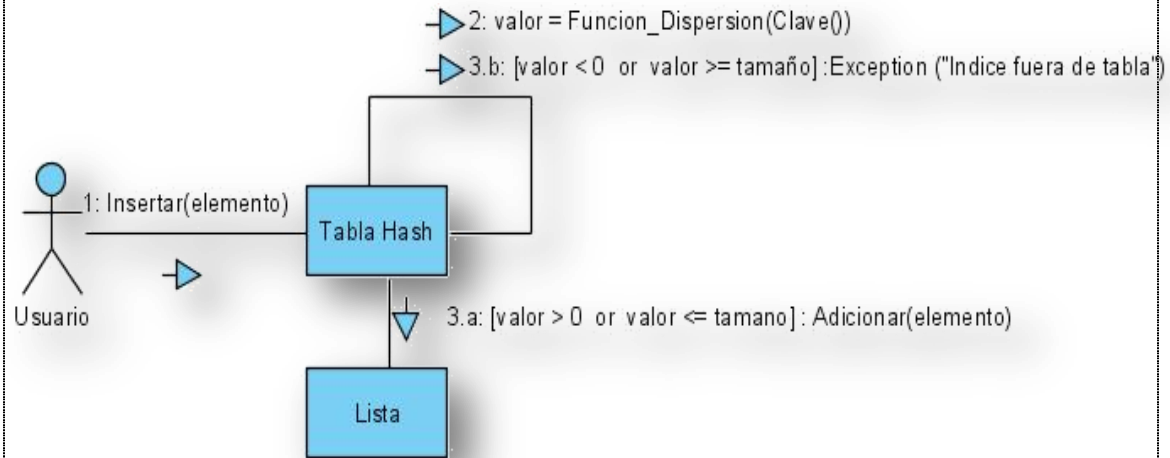 2: valor = Funcion_Dispersion(Clave())
3.b: [valor < 0 or valor >= tamaño] :Exception ("Indice fuera de tabla")
1: Insertar(elemento)
Tabla Hash
Usuario
3.a: [valor > 0 or valor <= tamano] : Adicionar(elemento)
Lista